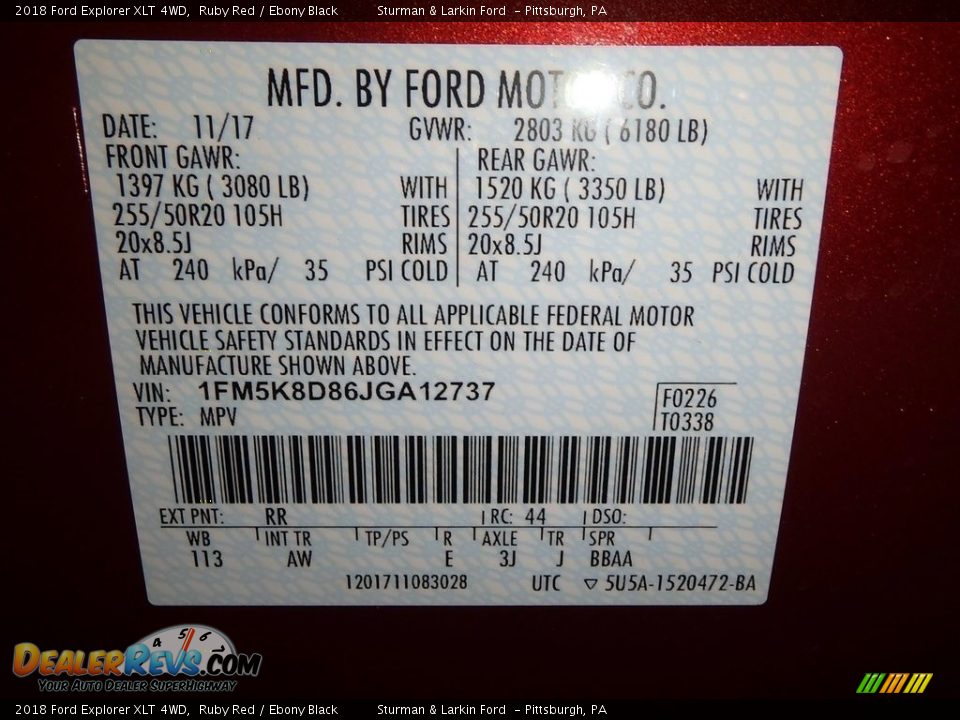 2018 Ford Explorer XLT 4WD, Ruby Red / Ebony Black Sturman & Larkin Ford - Pittsburgh, PA
MFD. BY FORD MOTOR CO.
DATE: 11/17 GVWR: 2803 KG ( 6180 LB)
FRONT GAWR: REAR GAWR:
1397 KG ( 3080 LB) WITH 1520 KG ( 3350 LB) WITH
255/50R20 105H TIRES 255/50R20 105H TIRES
20x8.5J RIMS 20x8.5J RIMS
AT 240 kPa/ 35 PSI COLD AT 240 kPa/ 35 PSI COLD
THIS VEHICLE CONFORMS TO ALL APPLICABLE FEDERAL MOTOR
VEHICLE SAFETY STANDARDS IN EFFECT ON THE DATE OF
MANUFACTURE SHOWN ABOVE.
VIN: 1FM5K8D86JGA12737 F0226
TYPE: MPV T0338
EXT PNT: RR RC: 44 DSO:
WB INT TR TP/PS R AXLE TR SPR
113 AW E 3J J BBAA
1201711083028 UTC ▽ 5U5A-1520472-BA
4 5 6
DEALERREVS.COM
YOUR AUTO DEALER SUPERHIGHWAY
2018 Ford Explorer XLT 4WD, Ruby Red / Ebony Black Sturman & Larkin Ford - Pittsburgh, PA